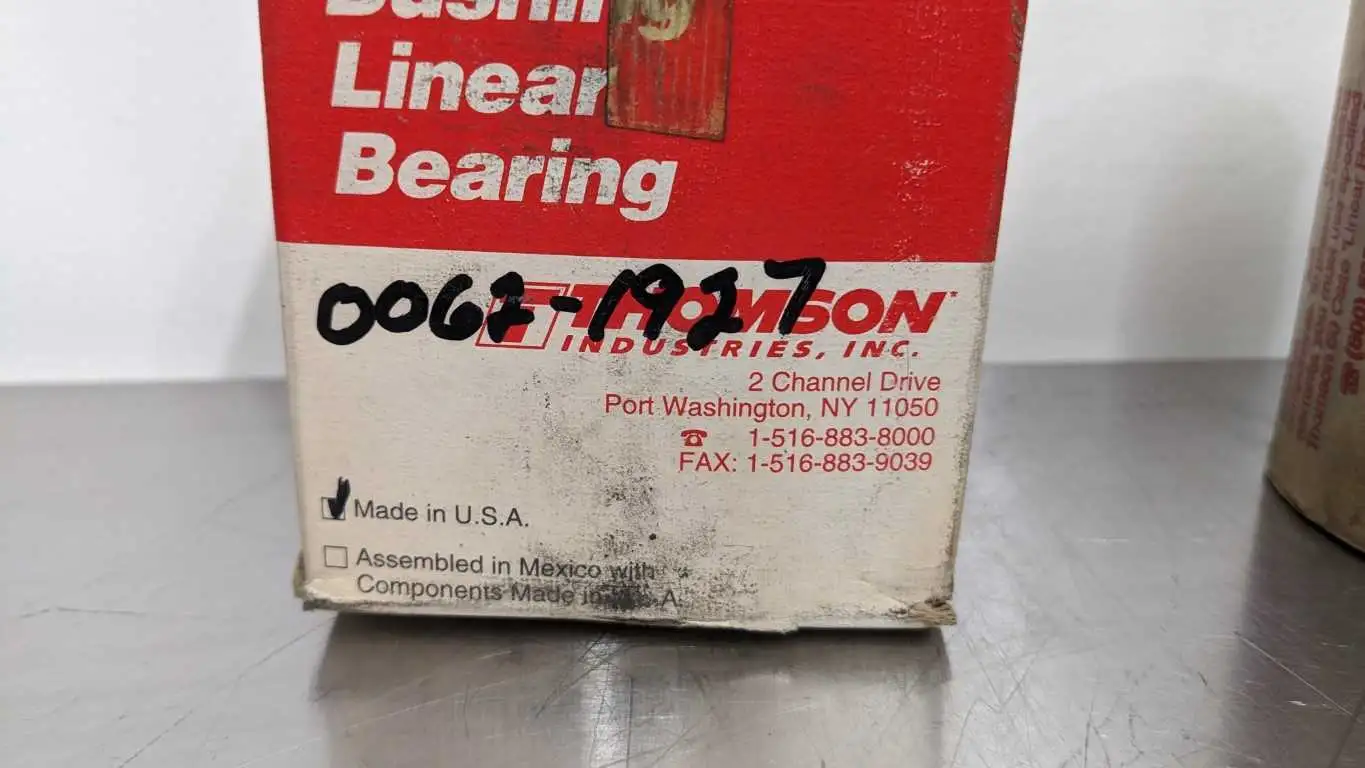 Linear
Bearing
0062-1927
THOMSON
INDUSTRIES, INC.
2 Channel Drive
Port Washington, NY 11050
☎ 1-516-883-8000
FAX: 1-516-883-9039
Made in U.S.A.
Assembled in Mexico with
Components Made in